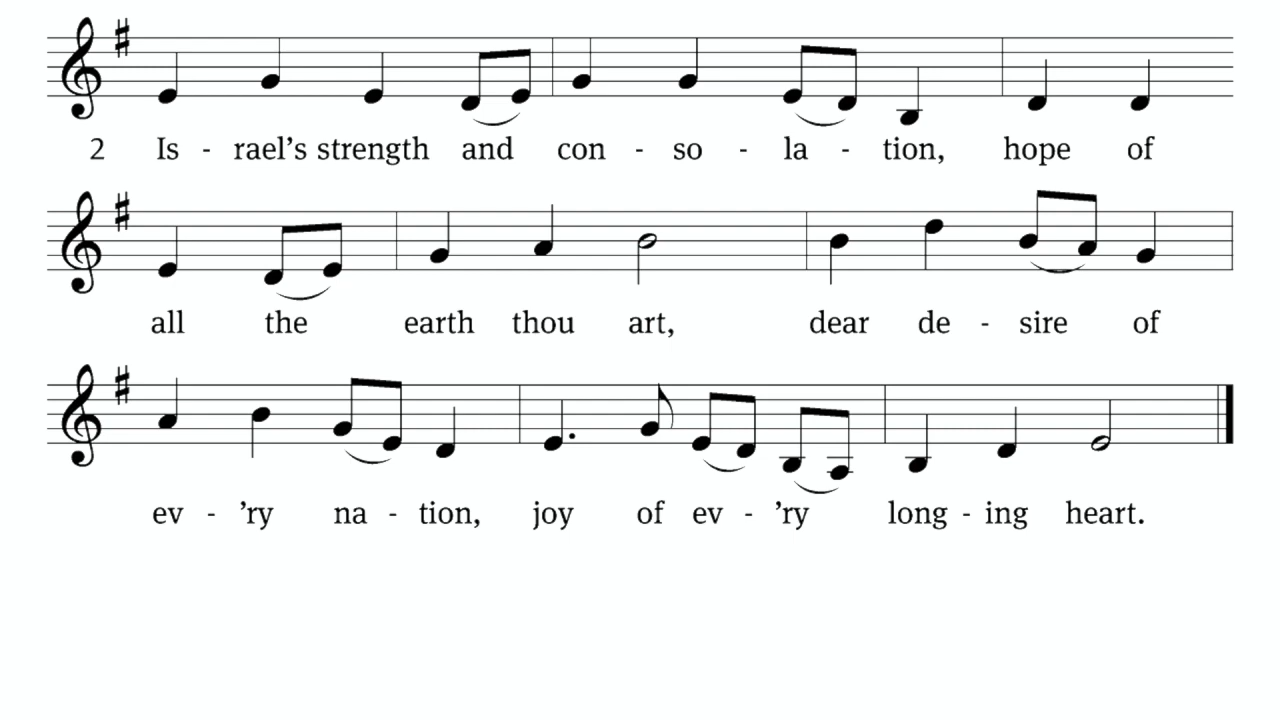 2 Is - rael’s strength and con - so - la - tion, hope of
all the earth thou art, dear de - sire of
ev - ’ry na - tion, joy of ev - ’ry long - ing heart.